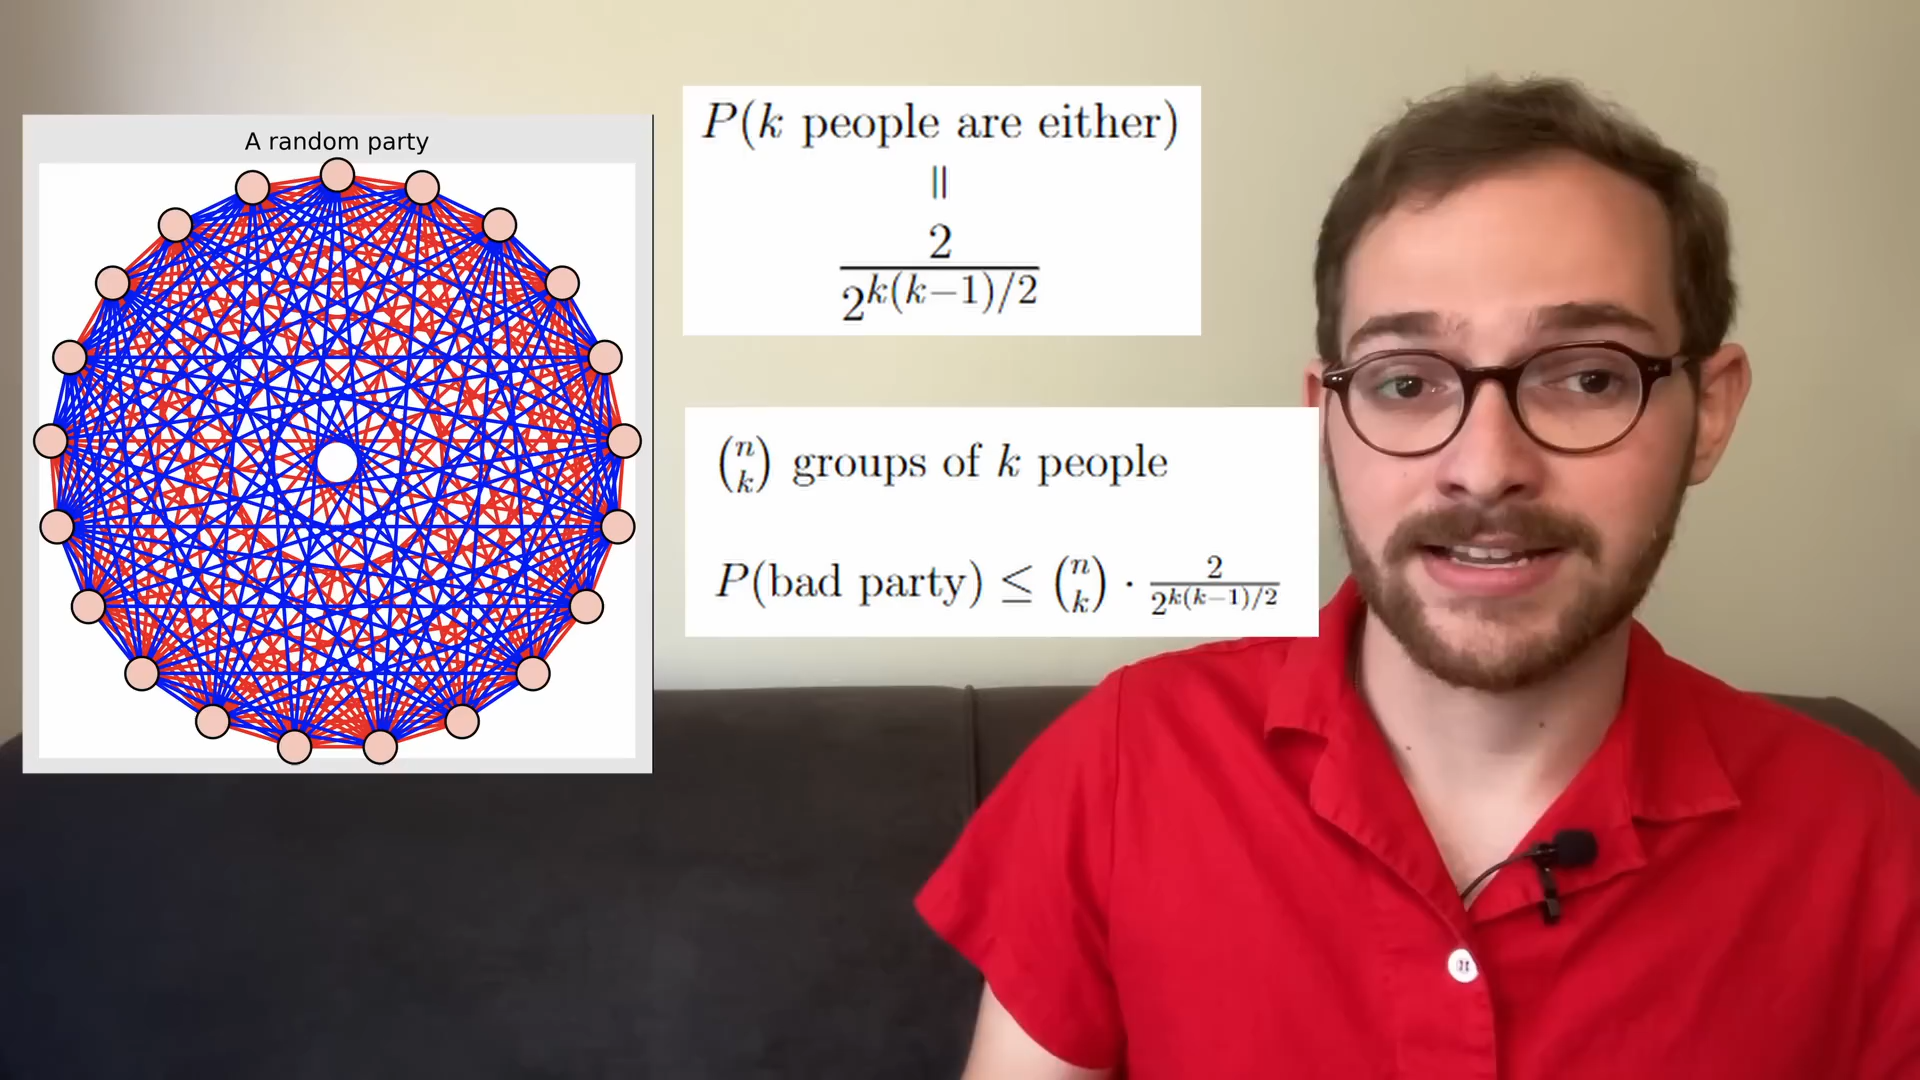 A random party
P(k people are either)
=
2
2^{k(k−1)/2}
(n k) groups of k people
P(bad party) ≤ (n k) · 2 / 2^{k(k−1)/2}